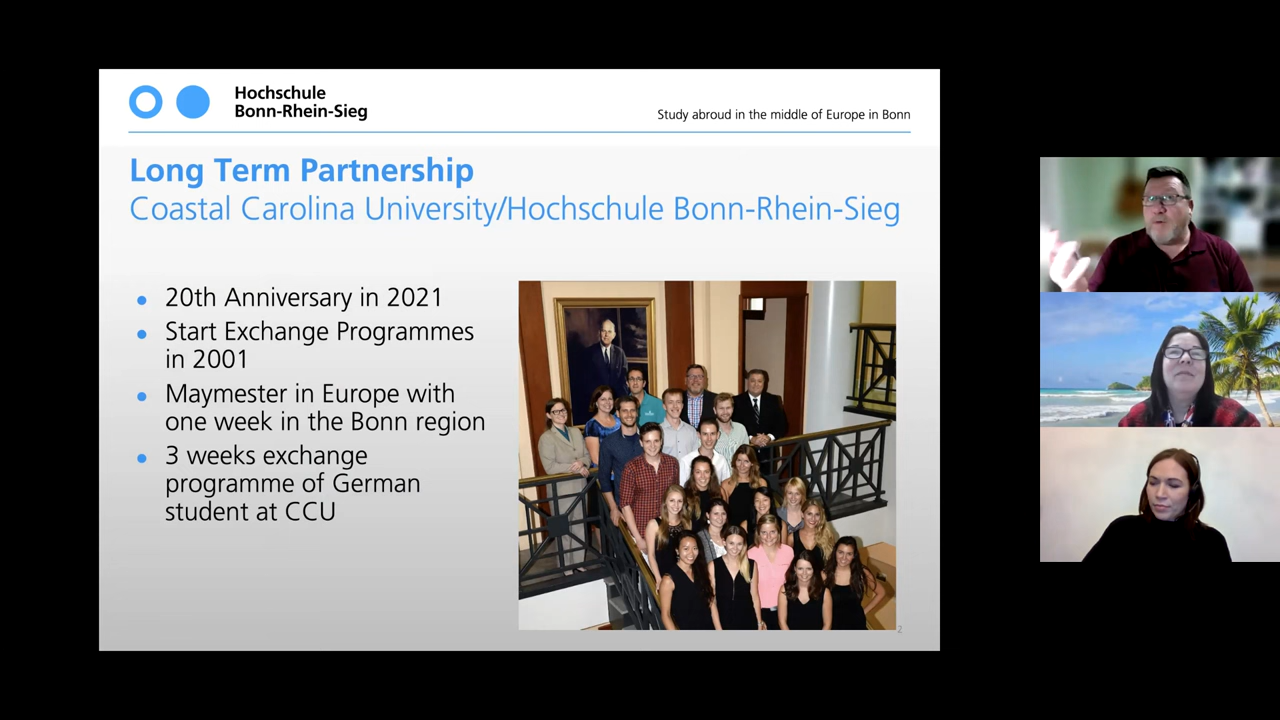 Hochschule
Bonn-Rhein-Sieg
Study abroad in the middle of Europe in Bonn
Long Term Partnership
Coastal Carolina University/Hochschule Bonn-Rhein-Sieg
20th Anniversary in 2021
Start Exchange Programmes
in 2001
Maymester in Europe with
one week in the Bonn region
3 weeks exchange
programme of German
student at CCU
2